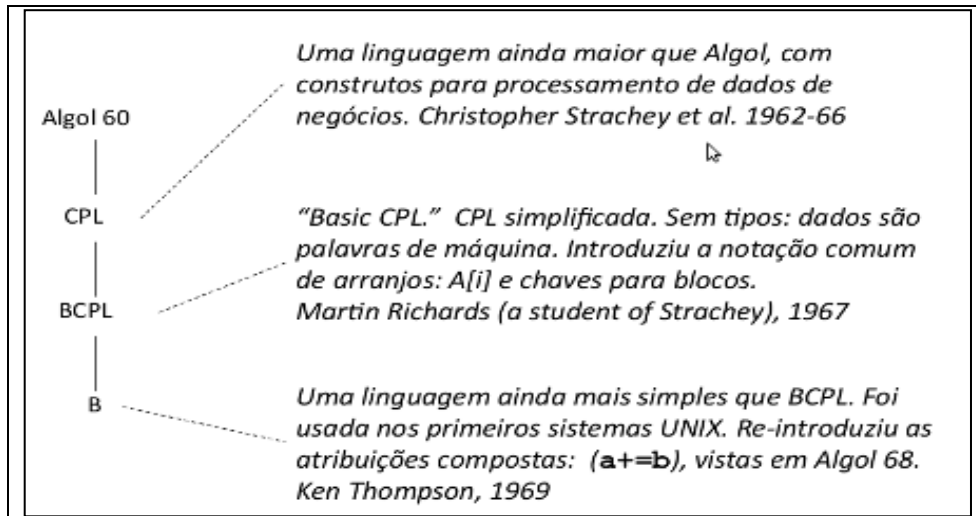 Uma linguagem ainda maior que Algol, com
construtos para processamento de dados de
negócios. Christopher Strachey et al. 1962-66
Algol 60
CPL
“Basic CPL.” CPL simplificada. Sem tipos: dados são
palavras de máquina. Introduziu a notação comum
de arranjos: A[i] e chaves para blocos.
Martin Richards (a student of Strachey), 1967
BCPL
B
Uma linguagem ainda mais simples que BCPL. Foi
usada nos primeiros sistemas UNIX. Re-introduziu as
atribuições compostas: (a+=b), vistas em Algol 68.
Ken Thompson, 1969